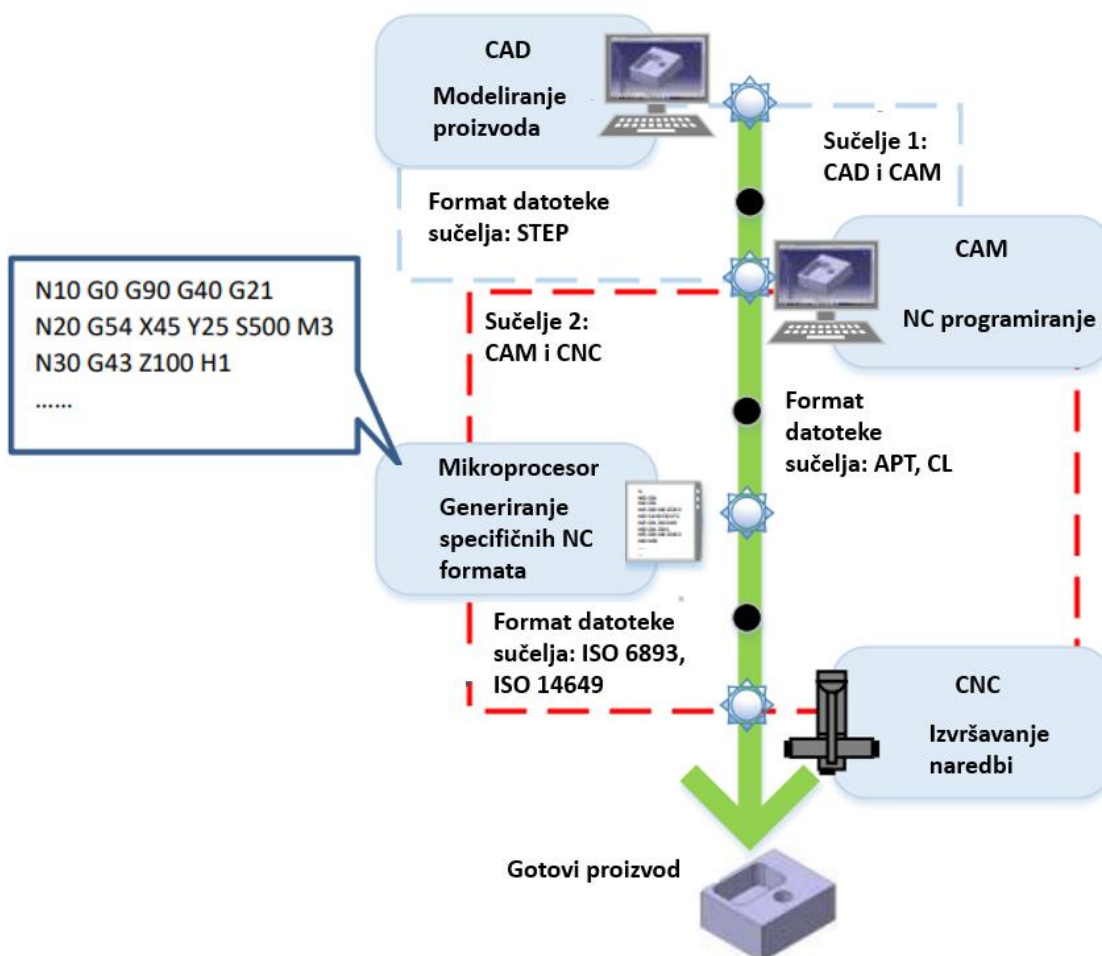 CAD
Modeliranje
proizvoda
Sučelje 1:
CAD i CAM
Format datoteke
sučelja: STEP
CAM
NC programiranje
N10 G0 G90 G40 G21
N20 G54 X45 Y25 S500 M3
N30 G43 Z100 H1
......
Sučelje 2:
CAM i CNC
Format
datoteke
sučelja: APT, CL
Mikroprocesor
Generiranje
specifičnih NC
formata
Format datoteke
sučelja: ISO 6893,
ISO 14649
CNC
Izvršavanje
naredbi
Gotovi proizvod